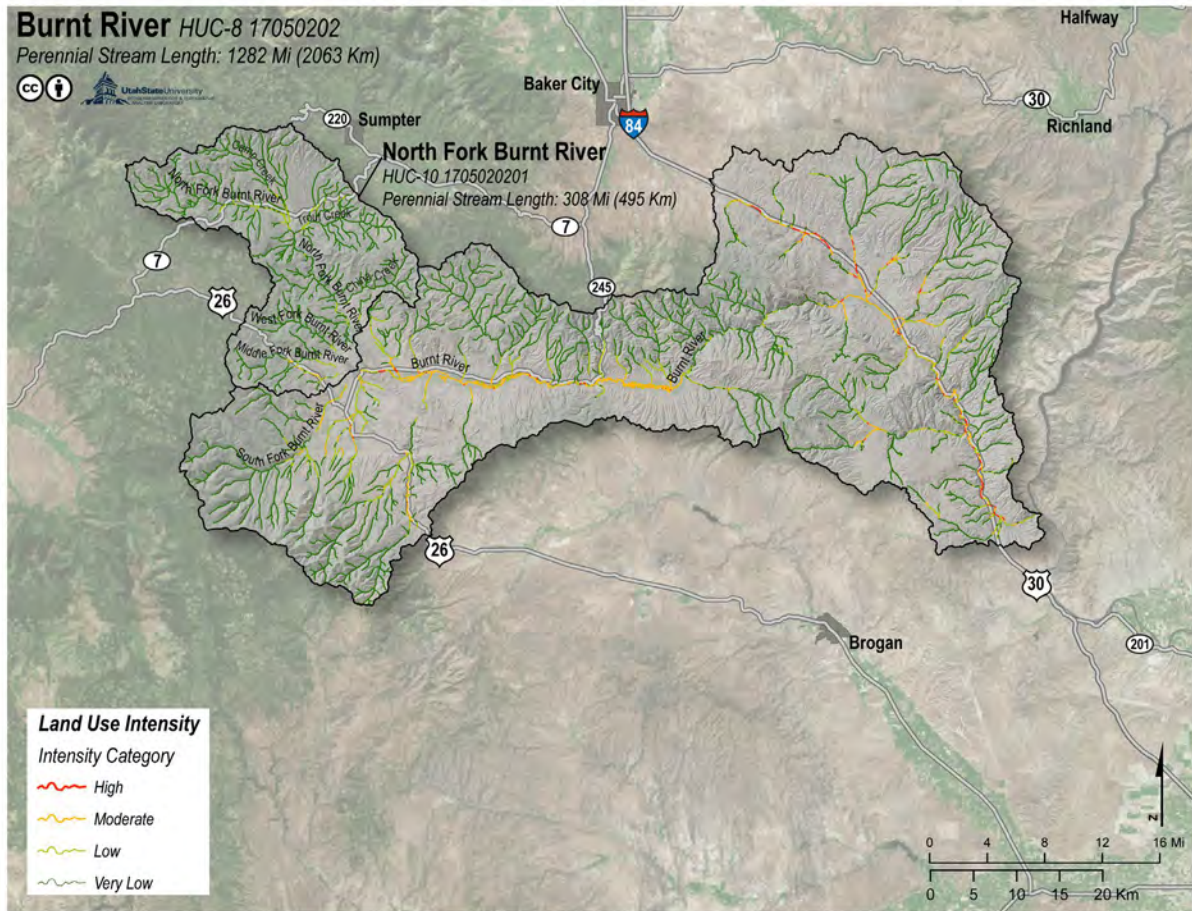 Burnt River HUC-8 17050202
Perennial Stream Length: 1282 Mi (2063 Km)
cc
UtahStateUniversity
Halfway
Baker City
30
Richland
84
220
Sumpter
North Fork Burnt River
HUC-10 1705020201
Perennial Stream Length: 308 Mi (495 Km)
7
North Fork Burnt River
Trout Creek
7
26
245
North Fork Burnt River
China Creek
West Fork Burnt River
Middle Fork Burnt River
Burnt River
Burnt River
South Fork Burnt River
26
30
Brogan
201
Land Use Intensity
Intensity Category
High
Moderate
Low
Very Low
N
0 4 8 12 16 Mi
0 5 10 15 20 Km